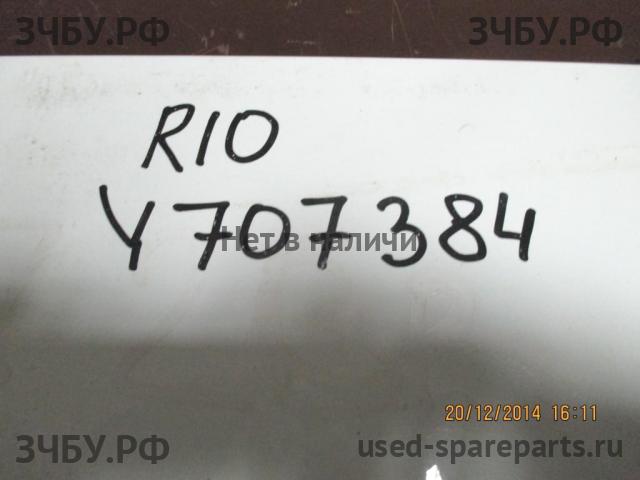 ЗЧБУ.РФ ЗЧБУ.РФ
RIO
Y707384
Нет в наличии
20/12/2014 16:11
ЗЧБУ.РФ used-spareparts.ru